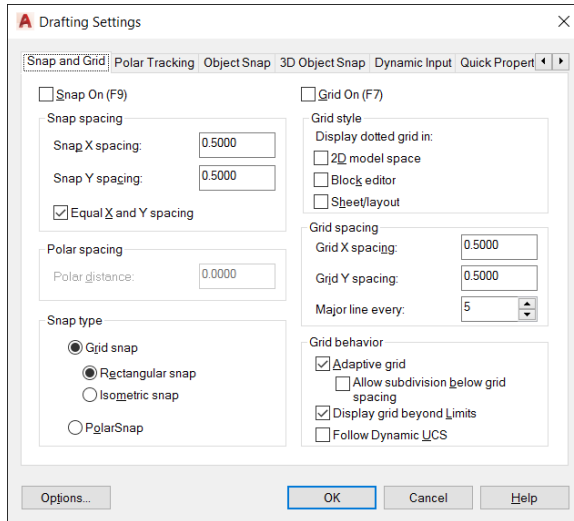 A Drafting Settings
Snap and Grid Polar Tracking Object Snap 3D Object Snap Dynamic Input Quick Propert
Snap On (F9)
Snap spacing
Snap X spacing: 0.5000
Snap Y spacing: 0.5000
Equal X and Y spacing
Polar spacing
Polar distance: 0.0000
Snap type
Grid snap
Rectangular snap
Isometric snap
PolarSnap
Grid On (F7)
Grid style
Display dotted grid in:
2D model space
Block editor
Sheet/layout
Grid spacing
Grid X spacing: 0.5000
Grid Y spacing: 0.5000
Major line every: 5
Grid behavior
Adaptive grid
Allow subdivision below grid
spacing
Display grid beyond Limits
Follow Dynamic UCS
Options... OK Cancel Help